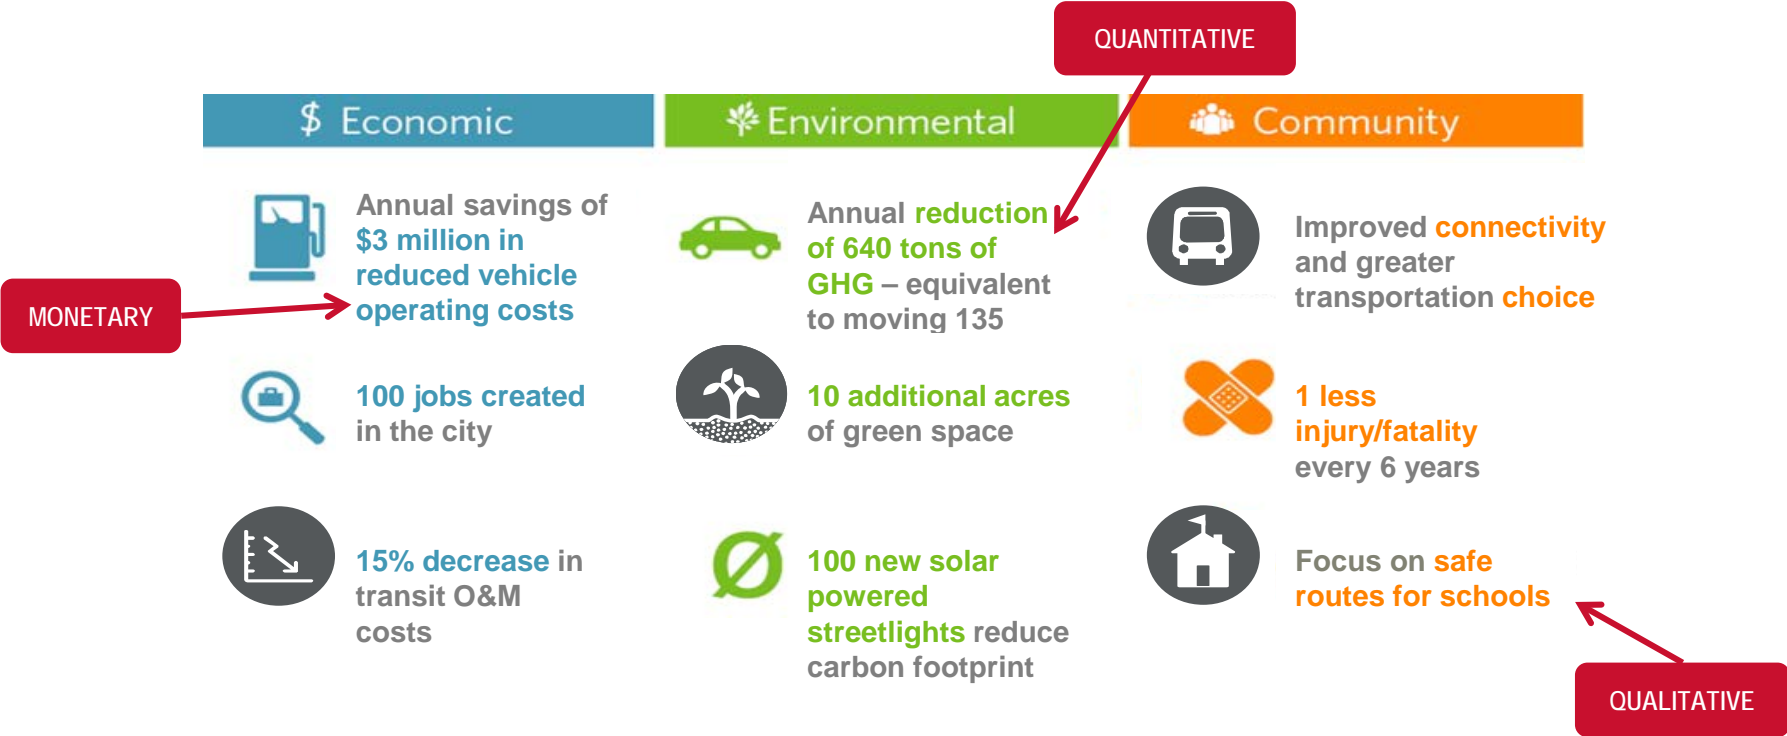 QUANTITATIVE
$ Economic
Environmental
Community
Annual savings of
$3 million in
reduced vehicle
operating costs
MONETARY
100 jobs created
in the city
15% decrease in
transit O&M
costs
Annual reduction
of 640 tons of
GHG – equivalent
to moving 135
10 additional acres
of green space
100 new solar
powered
streetlights reduce
carbon footprint
Improved connectivity
and greater
transportation choice
1 less
injury/fatality
every 6 years
Focus on safe
routes for schools
QUALITATIVE